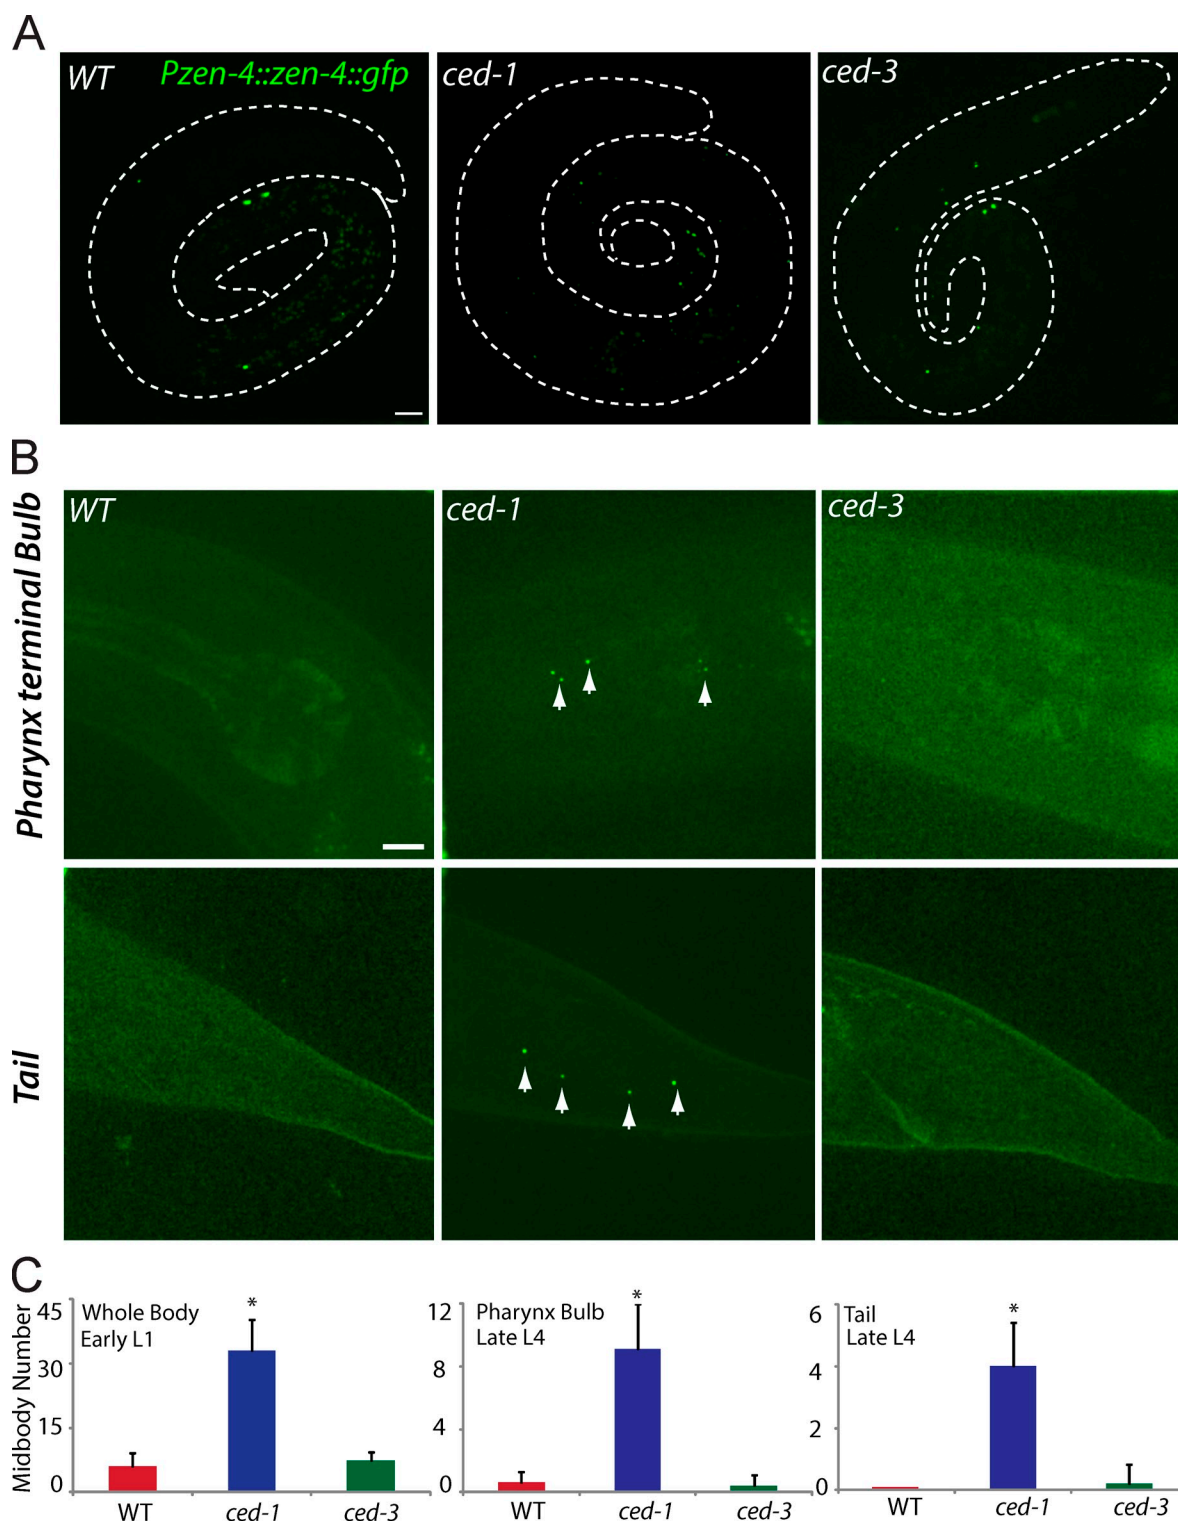 A
WT
Pzen-4::zen-4::gfp
ced-1
ced-3
B
Pharynx terminal Bulb
WT
ced-1
ced-3
Tail
C
Midbody Number
45
30
15
0
Whole Body
Early L1
*
WT
ced-1
ced-3
12
8
4
0
Pharynx Bulb
Late L4
*
WT
ced-1
ced-3
6
4
2
0
Tail
Late L4
*
WT
ced-1
ced-3